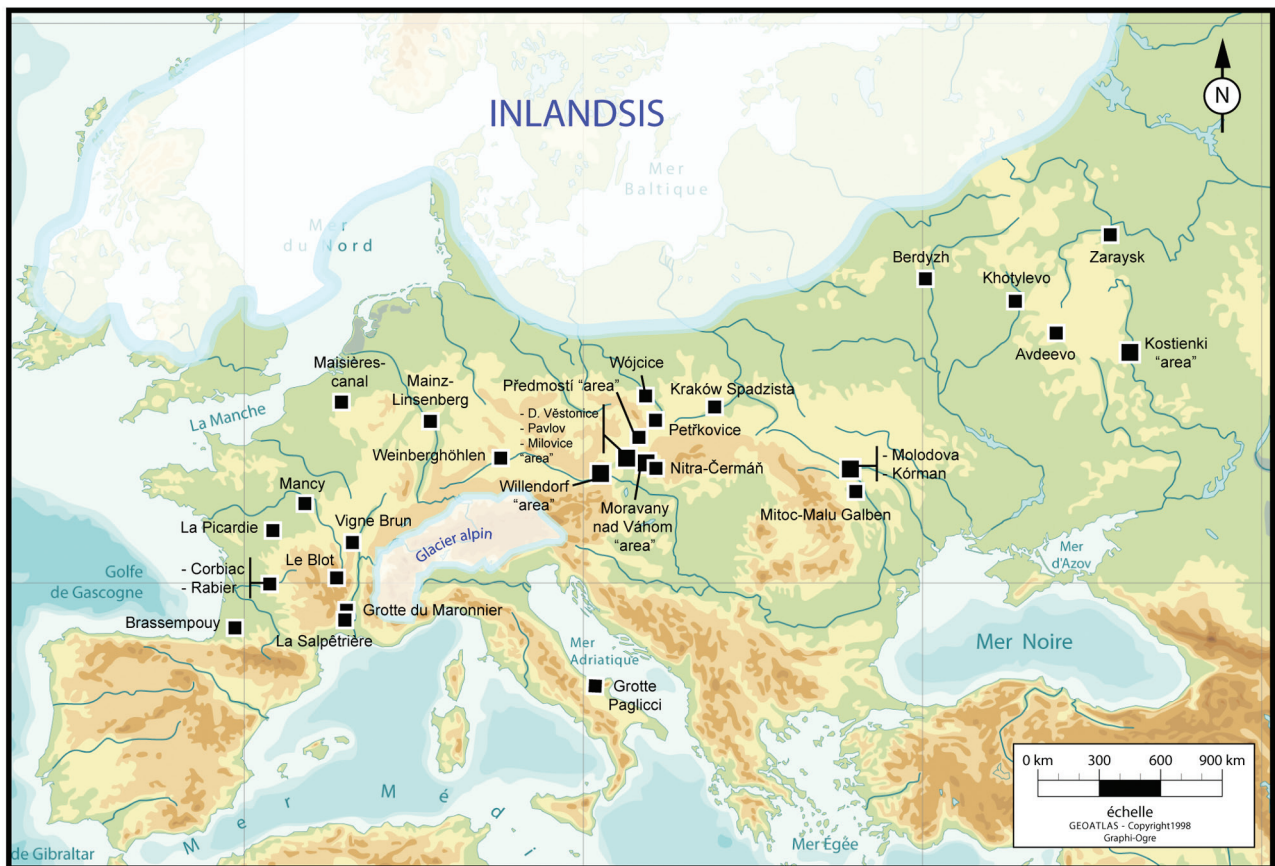 INLANDSIS
N
Mer
Baltique
Mer
du Nord
Berdyzh
Zaraysk
Khotylevo
Avdeevo
Kostienki
“area”
Maisières-
canal
Mainz-
Linsenberg
Wójcice
Předmostí “area”
Kraków Spadzista
La Manche
- D. Věstonice
- Pavlov
- Milovice
“area”
Petřkovice
Weinberghöhlen
Nitra-Čermáň
- Molodova
- Kórman
Willendorf
“area”
Mancy
Moravany
nad Váhom
“area”
Mitoc-Malu Galben
La Picardie
Vigne Brun
Glacier alpin
Mer
d'Azov
Le Blot
Golfe
de Gascogne
- Corbiac
- Rabier
Grotte du Maronnier
Brassempouy
La Salpêtrière
Mer
Adriatique
Mer Noire
Grotte
Paglicci
0 km 300 600 900 km
échelle
GEOATLAS - Copyright1998
Graphi-Ogre
Mer Méd i
Mer Égée
de Gibraltar